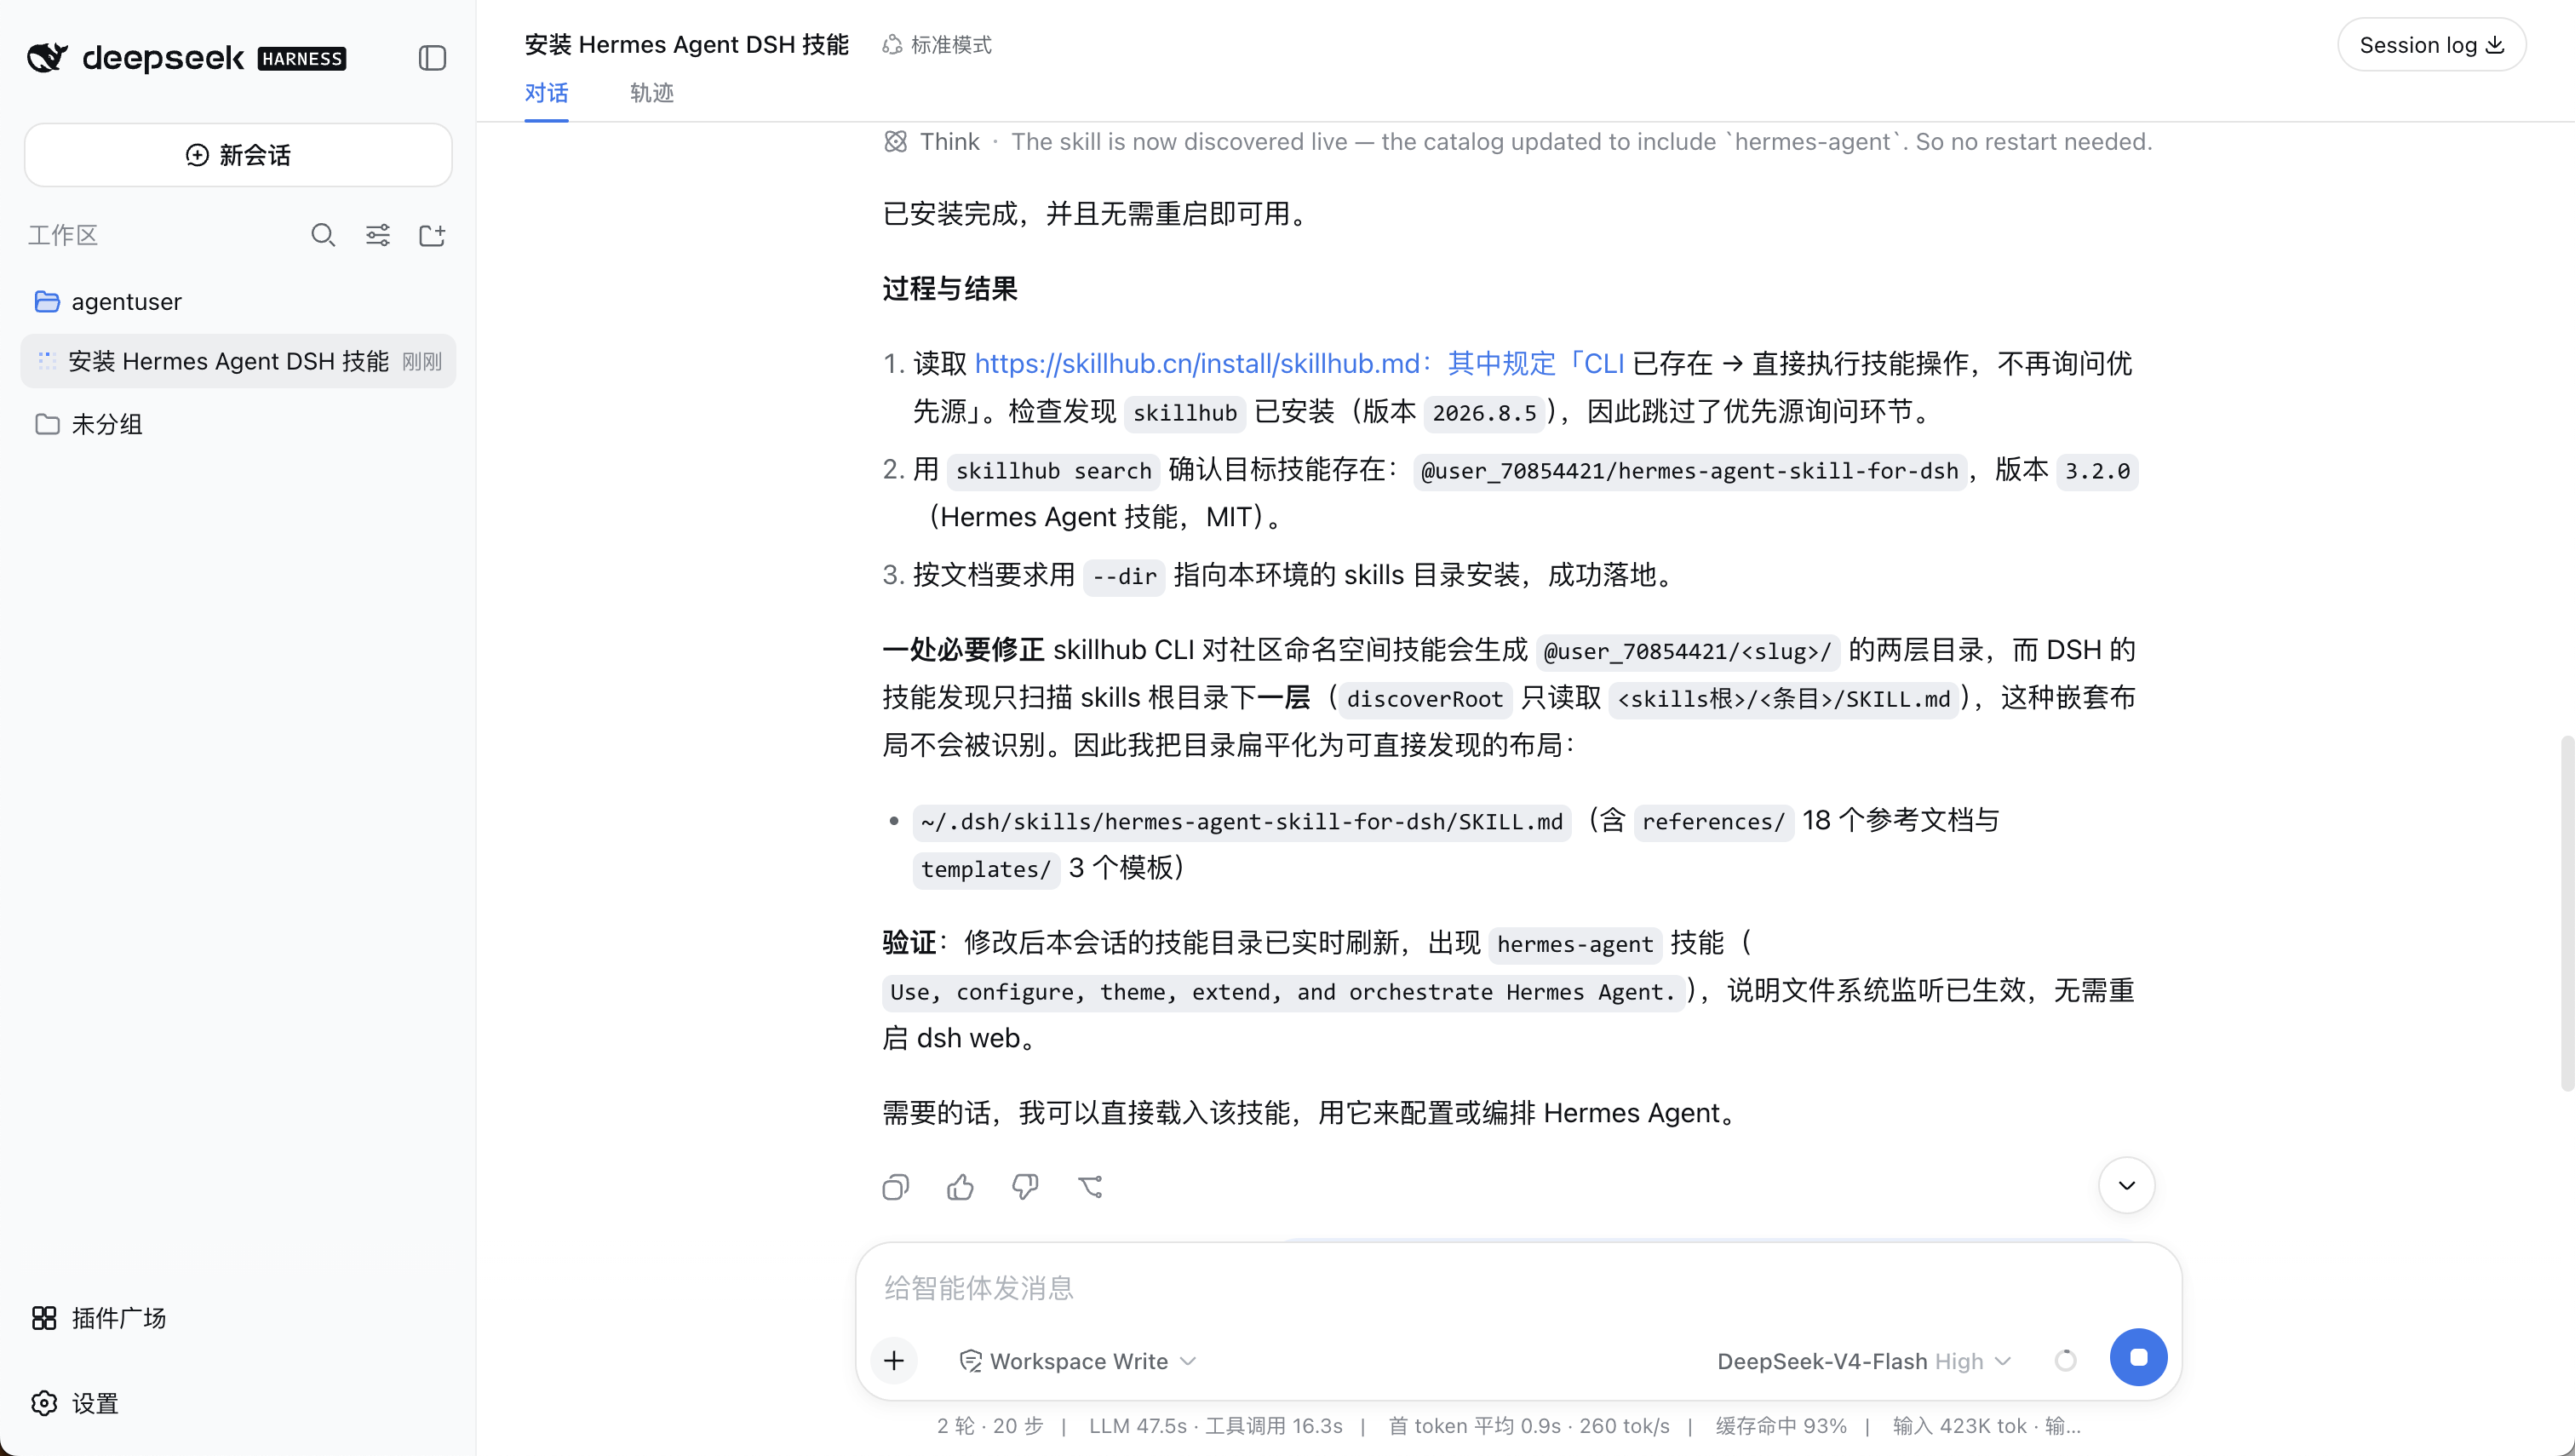 deepseek HARNESS
新会话
工作区
agentuser
安装 Hermes Agent DSH 技能 刚刚
未分组
插件广场
设置
安装 Hermes Agent DSH 技能 标准模式
Session log
对话 轨迹
Think · The skill is now discovered live — the catalog updated to include `hermes-agent`. So no restart needed.
已安装完成，并且无需重启即可用。
过程与结果
1. 读取 https://skillhub.cn/install/skillhub.md：其中规定「CLI 已存在 → 直接执行技能操作，不再询问优
先源」。检查发现 skillhub 已安装（版本 2026.8.5），因此跳过了优先源询问环节。
2. 用 skillhub search 确认目标技能存在：@user_70854421/hermes-agent-skill-for-dsh，版本 3.2.0
（Hermes Agent 技能，MIT）。
3. 按文档要求用 --dir 指向本环境的 skills 目录安装，成功落地。
一处必要修正 skillhub CLI 对社区命名空间技能会生成 @user_70854421/<slug>/ 的两层目录，而 DSH 的
技能发现只扫描 skills 根目录下一层（discoverRoot 只读取 <skills根>/<条目>/SKILL.md），这种嵌套布
局不会被识别。因此我把目录扁平化为可直接发现的布局：
• ~/.dsh/skills/hermes-agent-skill-for-dsh/SKILL.md（含 references/ 18 个参考文档与
templates/ 3 个模板）
验证：修改后本会话的技能目录已实时刷新，出现 hermes-agent 技能（
Use, configure, theme, extend, and orchestrate Hermes Agent.），说明文件系统监听已生效，无需重
启 dsh web。
需要的话，我可以直接载入该技能，用它来配置或编排 Hermes Agent。
给智能体发消息
Workspace Write
DeepSeek-V4-Flash High
2 轮 · 20 步 | LLM 47.5s · 工具调用 16.3s | 首 token 平均 0.9s · 260 tok/s | 缓存命中 93% | 输入 423K tok · 输...